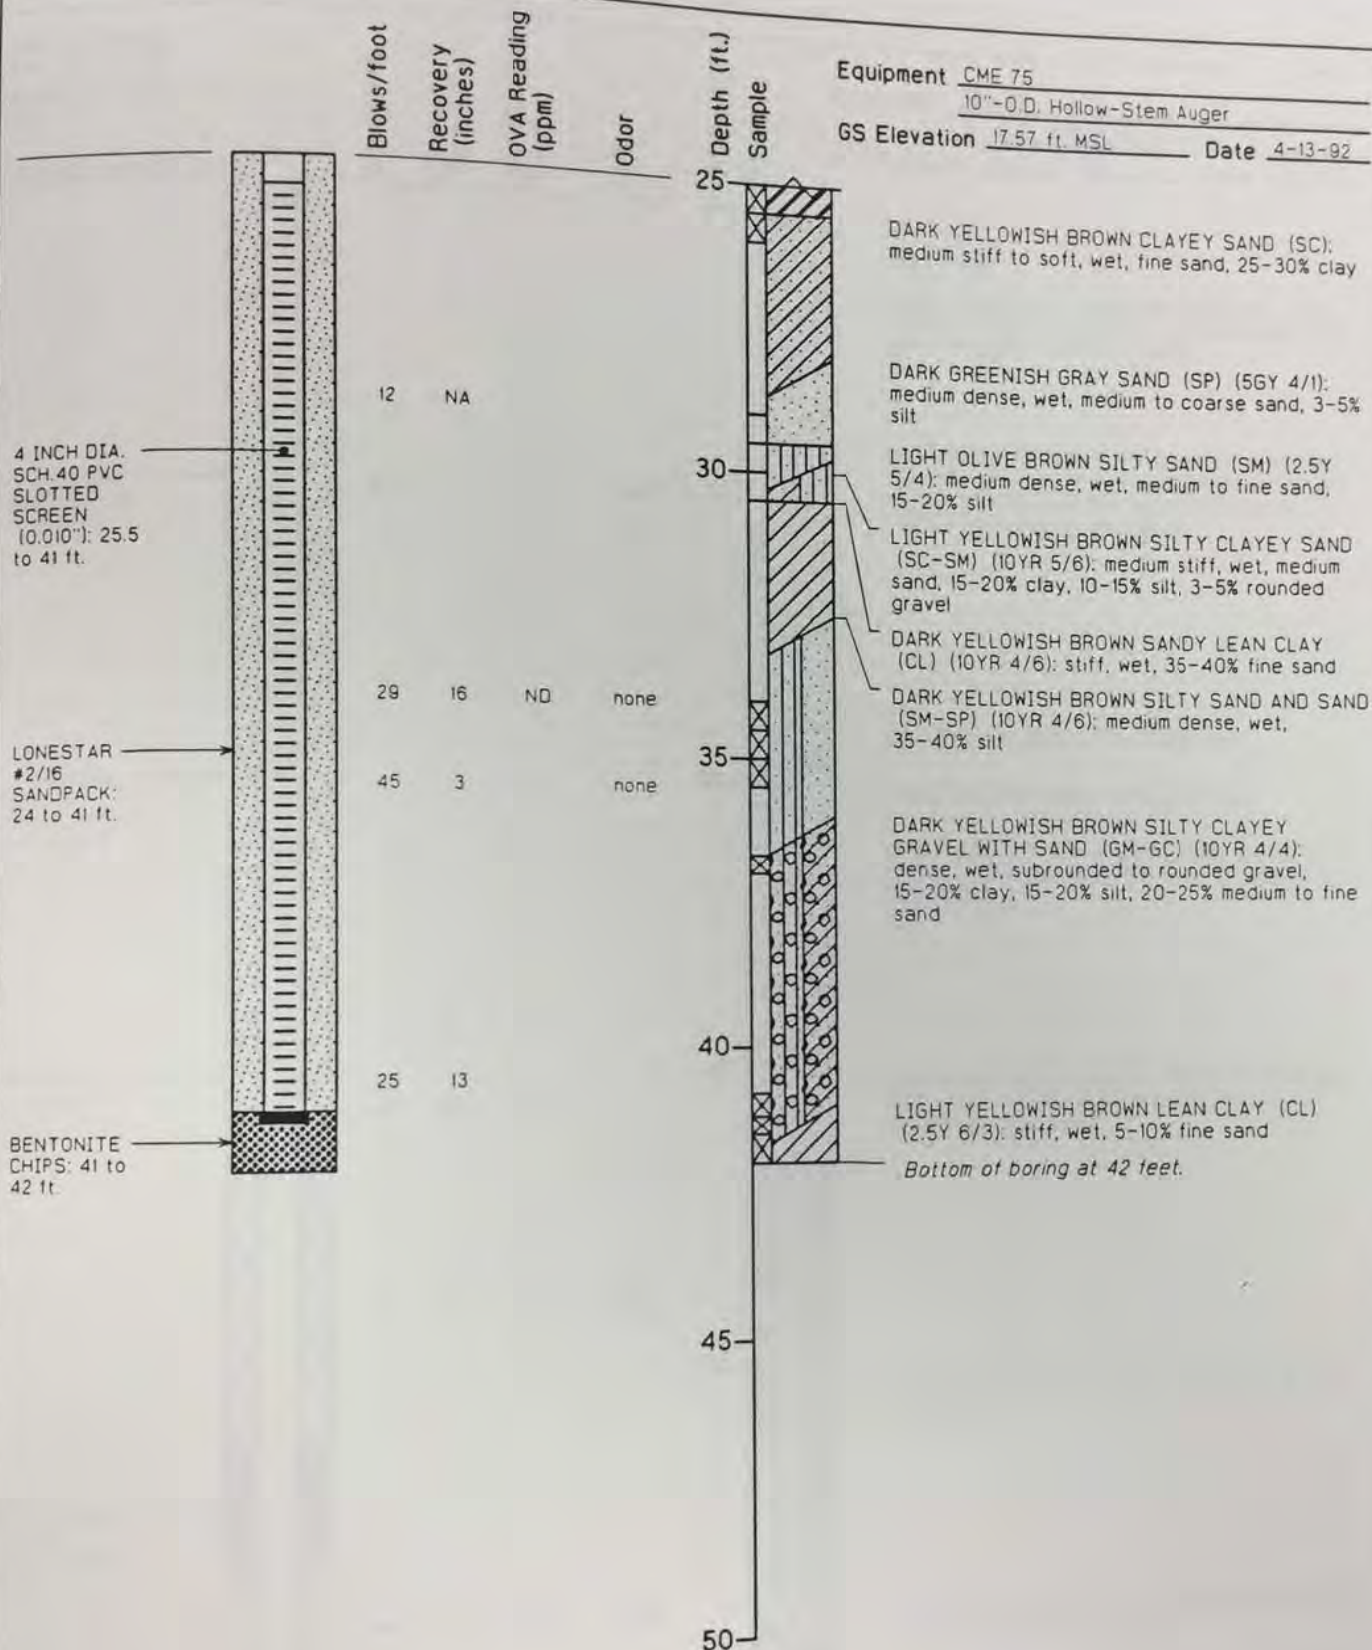 Blows/foot
Recovery
(inches)
OVA Reading
(ppm)
Odor
Depth (ft.)
Sample
Equipment CME 75
10"-O.D. Hollow-Stem Auger
GS Elevation 17.57 ft. MSL Date 4-13-92
25
DARK YELLOWISH BROWN CLAYEY SAND (SC):
medium stiff to soft, wet, fine sand, 25-30% clay
12 NA
DARK GREENISH GRAY SAND (SP) (5GY 4/1):
medium dense, wet, medium to coarse sand, 3-5%
silt
4 INCH DIA.
SCH.40 PVC
SLOTTED
SCREEN
(0.010"): 25.5
to 41 ft.
30
LIGHT OLIVE BROWN SILTY SAND (SM) (2.5Y
5/4): medium dense, wet, medium to fine sand,
15-20% silt
LIGHT YELLOWISH BROWN SILTY CLAYEY SAND
(SC-SM) (10YR 5/6): medium stiff, wet, medium
sand, 15-20% clay, 10-15% silt, 3-5% rounded
gravel
DARK YELLOWISH BROWN SANDY LEAN CLAY
(CL) (10YR 4/6): stiff, wet, 35-40% fine sand
29 16 ND none
DARK YELLOWISH BROWN SILTY SAND AND SAND
(SM-SP) (10YR 4/6): medium dense, wet,
35-40% silt
LONESTAR
#2/16
SANDPACK:
24 to 41 ft.
35
45 3 none
DARK YELLOWISH BROWN SILTY CLAYEY
GRAVEL WITH SAND (GM-GC) (10YR 4/4):
dense, wet, subrounded to rounded gravel,
15-20% clay, 15-20% silt, 20-25% medium to fine
sand
40
25 13
LIGHT YELLOWISH BROWN LEAN CLAY (CL)
(2.5Y 6/3): stiff, wet, 5-10% fine sand
BENTONITE
CHIPS: 41 to
42 ft.
Bottom of boring at 42 feet.
45
50